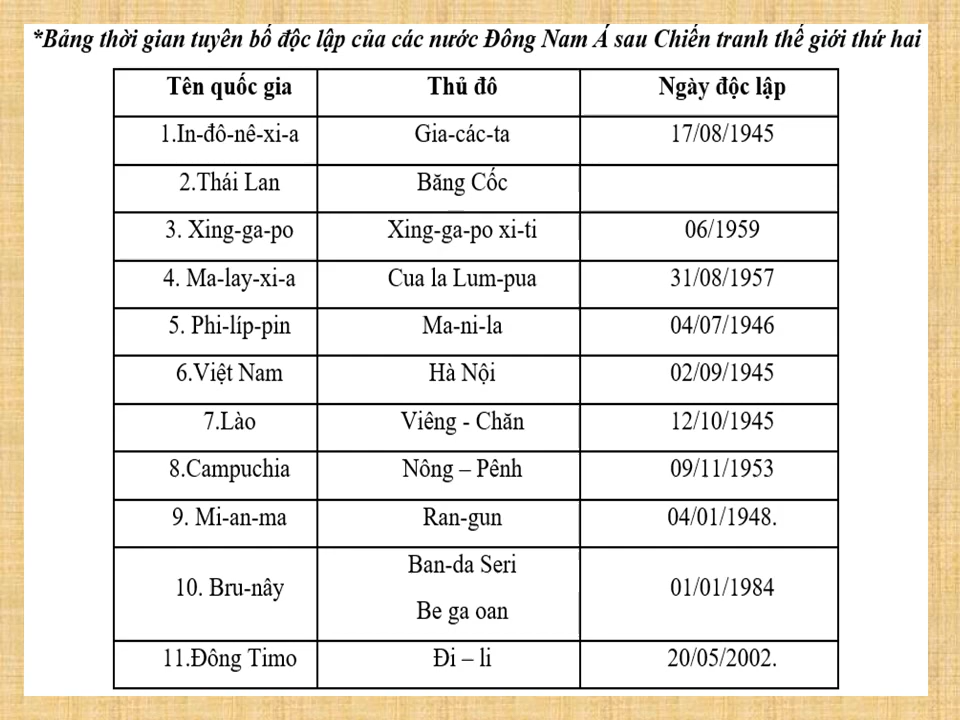 *Bảng thời gian tuyên bố độc lập của các nước Đông Nam Á sau Chiến tranh thế giới thứ hai
Tên quốc gia Thủ đô Ngày độc lập
1.In-đô-nê-xi-a Gia-các-ta 17/08/1945
2.Thái Lan Băng Cốc
3. Xing-ga-po Xing-ga-po xi-ti 06/1959
4. Ma-lay-xi-a Cua la Lum-pua 31/08/1957
5. Phi-líp-pin Ma-ni-la 04/07/1946
6.Việt Nam Hà Nội 02/09/1945
7.Lào Viêng - Chăn 12/10/1945
8.Campuchia Nông – Pênh 09/11/1953
9. Mi-an-ma Ran-gun 04/01/1948.
10. Bru-nây Ban-da Seri 01/01/1984
Be ga oan
11.Đông Timo Đi – li 20/05/2002.